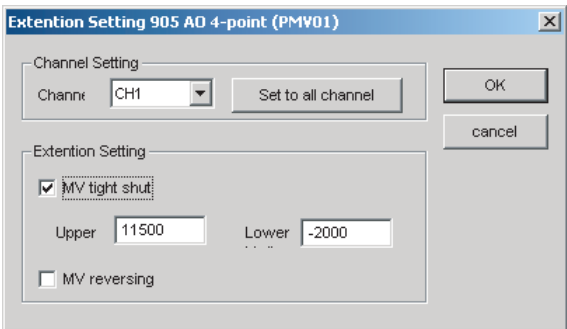 Extention Setting 905 AO 4-point (PMV01)
Channel Setting
CH1
Set to all channel
OK
cancel
Extention Setting
MV tight shut
Upper 11500 Lower -2000
MV reversing